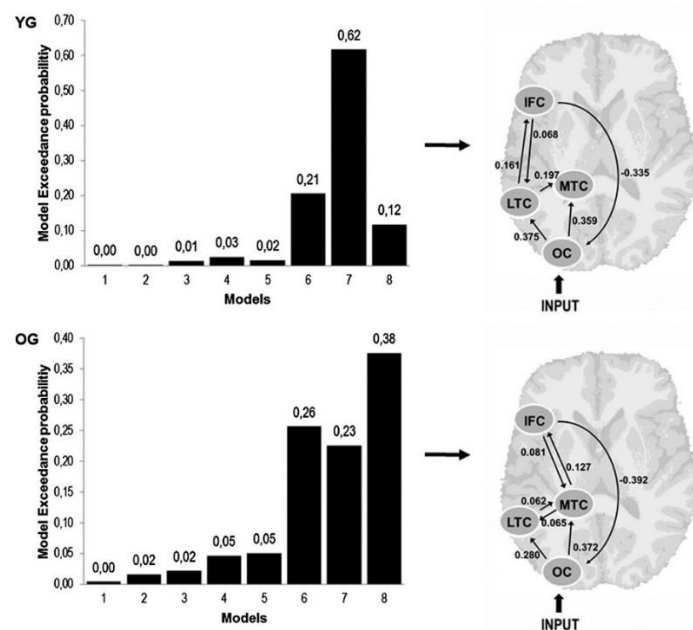 YG
Model Exceedance probabilitiy
0,70
0,60
0,50
0,40
0,30
0,20
0,10
0,00
0,00
0,00
0,01
0,03
0,02
0,21
0,62
0,12
1 2 3 4 5 6 7 8
Models
IFC
0.068
0.161
0.197
-0.335
MTC
LTC
0.359
0.375
OC
INPUT
OG
Model Exceedance probabilitiy
0,40
0,35
0,30
0,25
0,20
0,15
0,10
0,05
0,00
0,00
0,02
0,02
0,05
0,05
0,26
0,23
0,38
1 2 3 4 5 6 7 8
Models
IFC
0.081
0.127
-0.392
0.062
MTC
LTC
0.065
0.280
0.372
OC
INPUT